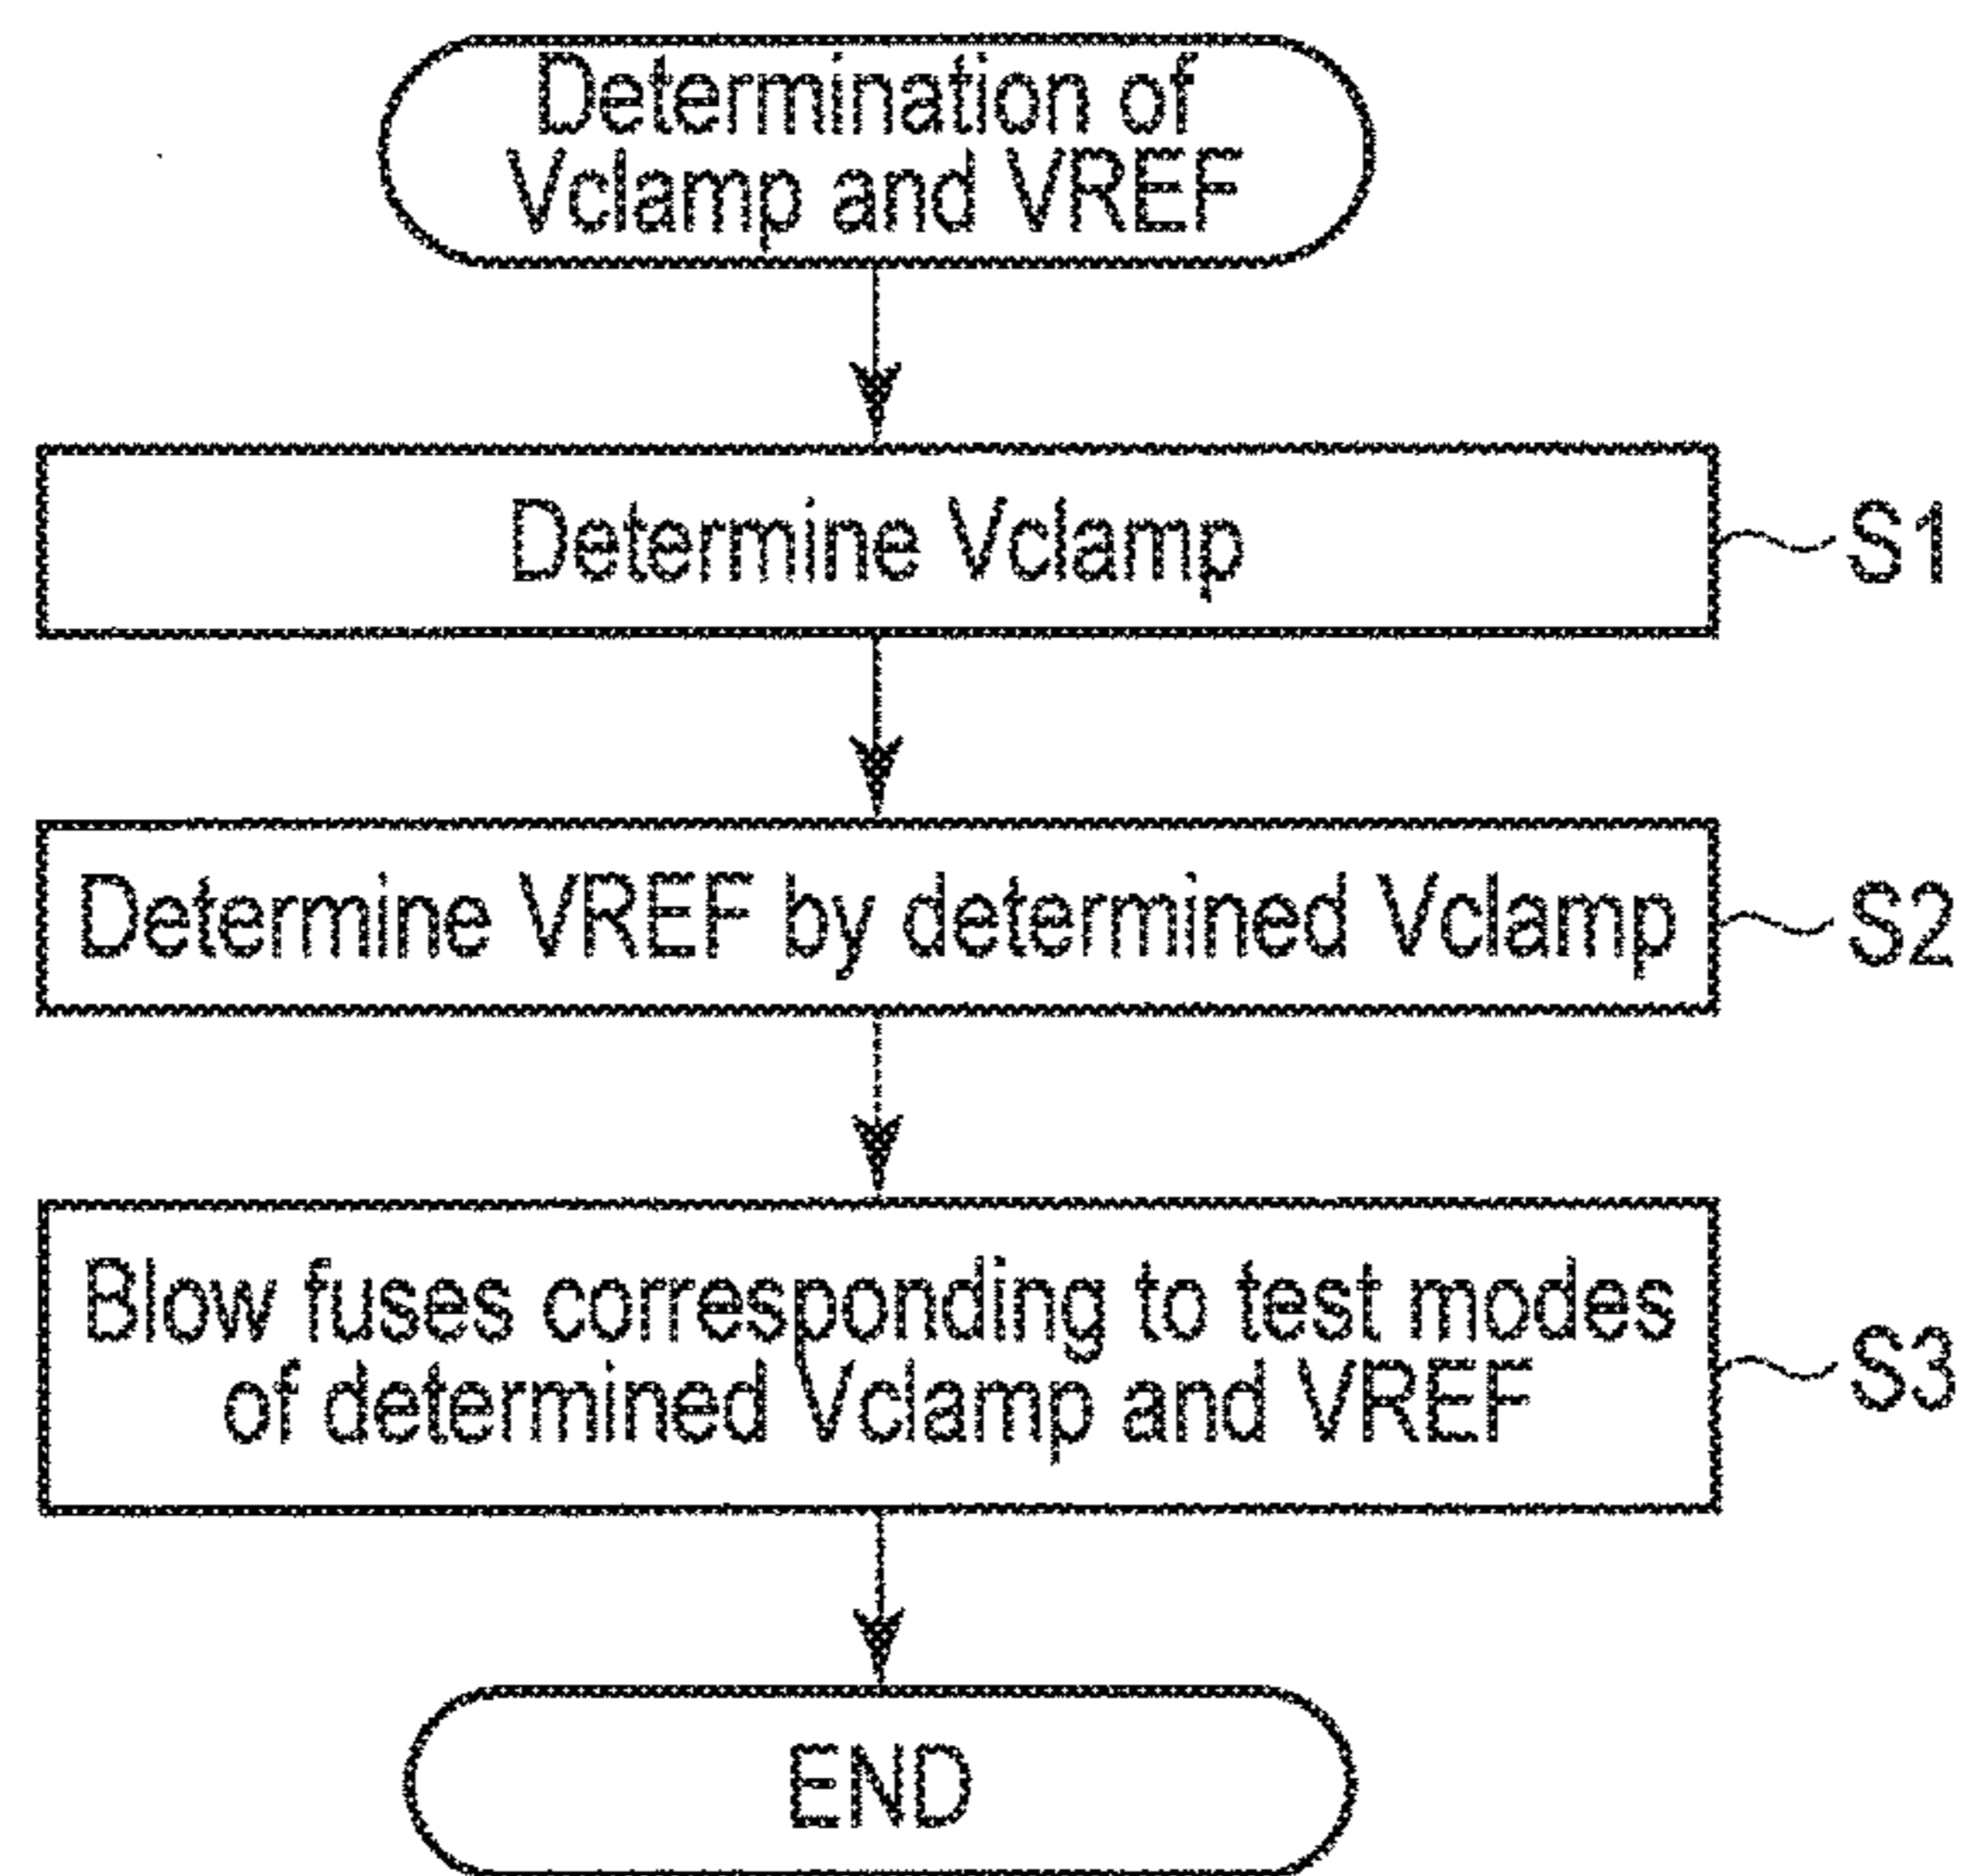 Determination of
Vclamp and VREF
Determine Vclamp
S1
Determine VREF by determined Vclamp
S2
Blow fuses corresponding to test modes
of determined Vclamp and VREF
S3
END